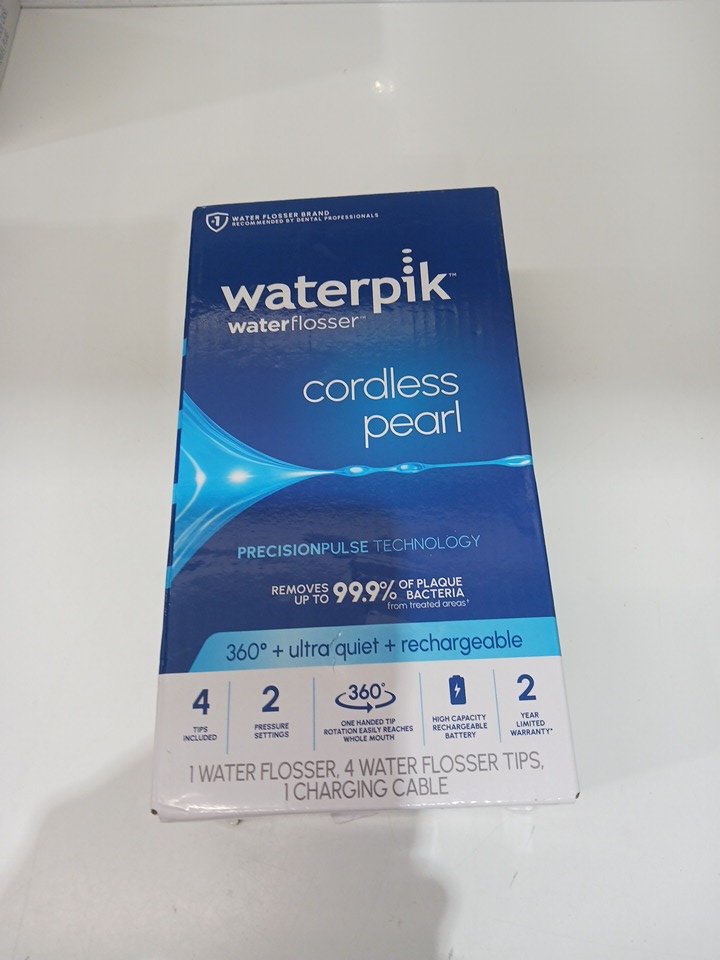 #1 WATER FLOSSER BRAND
RECOMMENDED BY DENTAL PROFESSIONALS
waterpik™
waterflosser™
cordless
pearl
PRECISIONPULSE TECHNOLOGY
REMOVES UP TO 99.9% OF PLAQUE BACTERIA
from treated areas†
360° + ultra quiet + rechargeable
4
TIPS
INCLUDED
2
PRESSURE
SETTINGS
360°
ONE HANDED TIP
ROTATION EASILY REACHES
WHOLE MOUTH
HIGH CAPACITY
RECHARGEABLE
BATTERY
2
YEAR
LIMITED
WARRANTY*
1 WATER FLOSSER, 4 WATER FLOSSER TIPS,
1 CHARGING CABLE